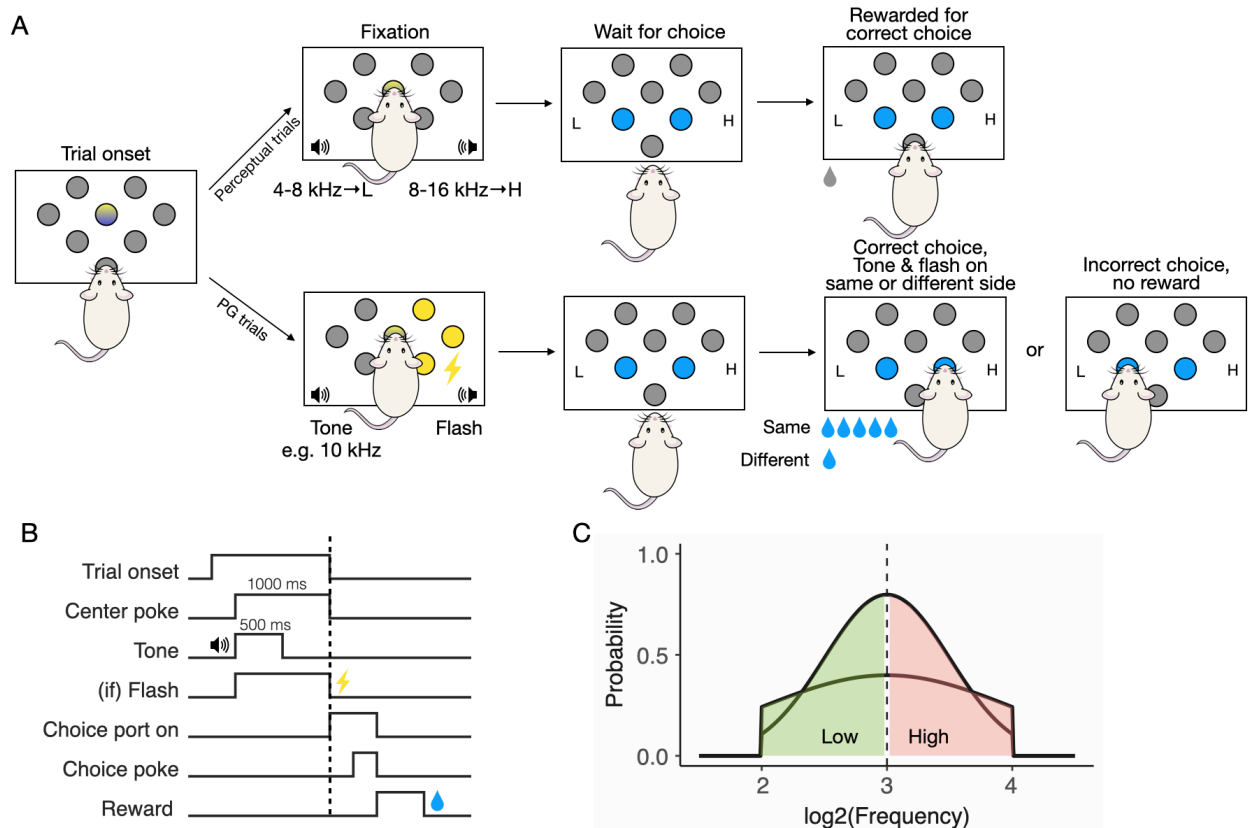 A
Trial onset
Perceptual trials
PG trials
Fixation
4-8 kHz→L
8-16 kHz→H
Wait for choice
L
H
Rewarded for
correct choice
L
H
Tone
e.g. 10 kHz
Flash
L
H
Correct choice,
Tone & flash on
same or different side
L
H
Same
Different
or
Incorrect choice,
no reward
L
H
B
Trial onset
1000 ms
Center poke
500 ms
Tone
(if) Flash
Choice port on
Choice poke
Reward
C
1.0
0.5
0.0
Probability
Low
High
2
3
4
log2(Frequency)